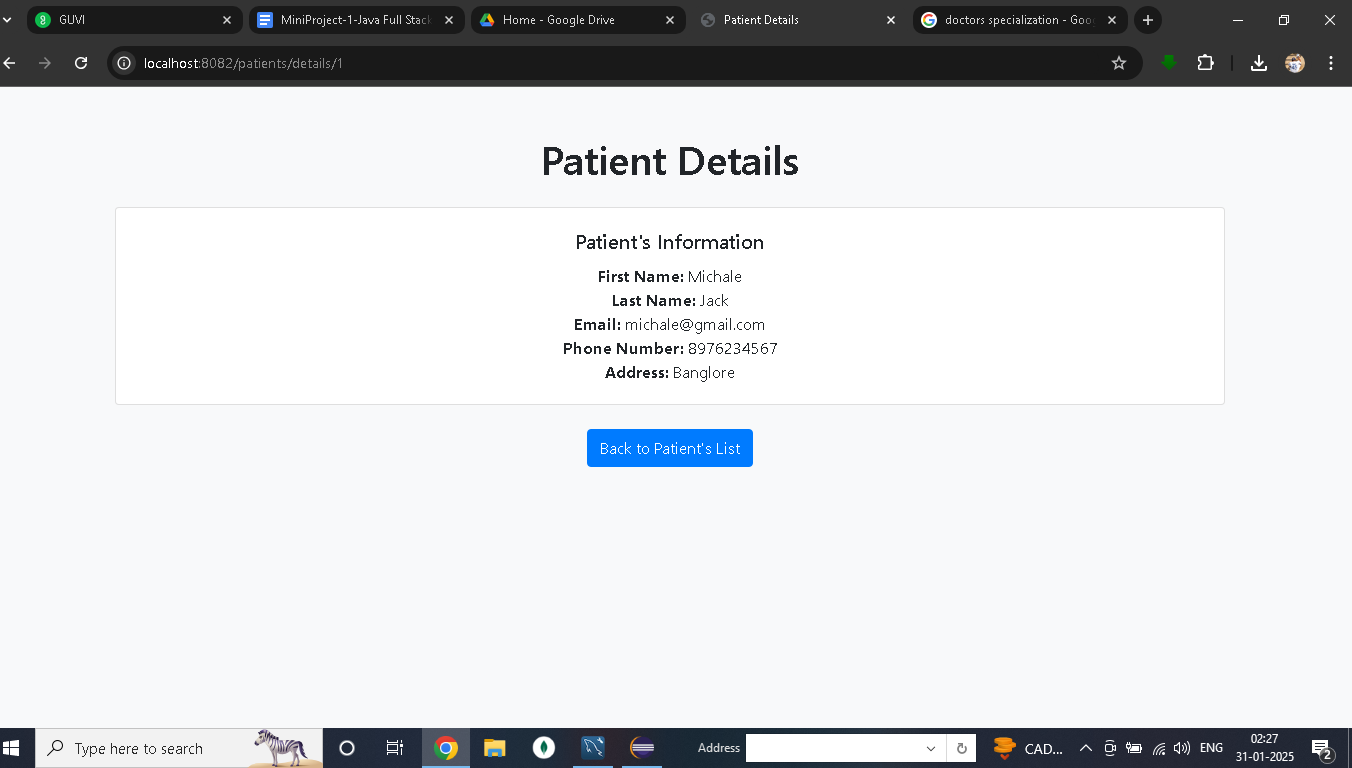 GUVI
MiniProject-1-Java Full Stack
Home - Google Drive
Patient Details
doctors specialization - Goo
localhost:8082/patients/details/1
Patient Details
Patient's Information
First Name: Michale
Last Name: Jack
Email: michale@gmail.com
Phone Number: 8976234567
Address: Banglore
Back to Patient's List
Type here to search
Address
CAD...
ENG
02:27
31-01-2025
2